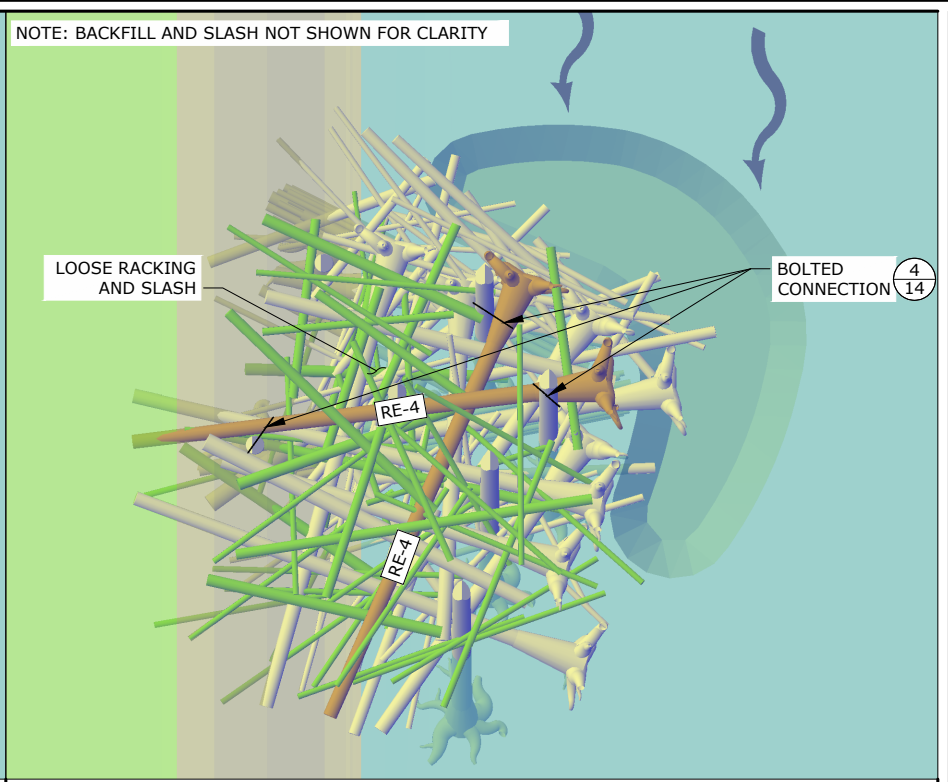 NOTE: BACKFILL AND SLASH NOT SHOWN FOR CLARITY
LOOSE RACKING
AND SLASH
BOLTED
CONNECTION
4
14
RE-4
RE-4